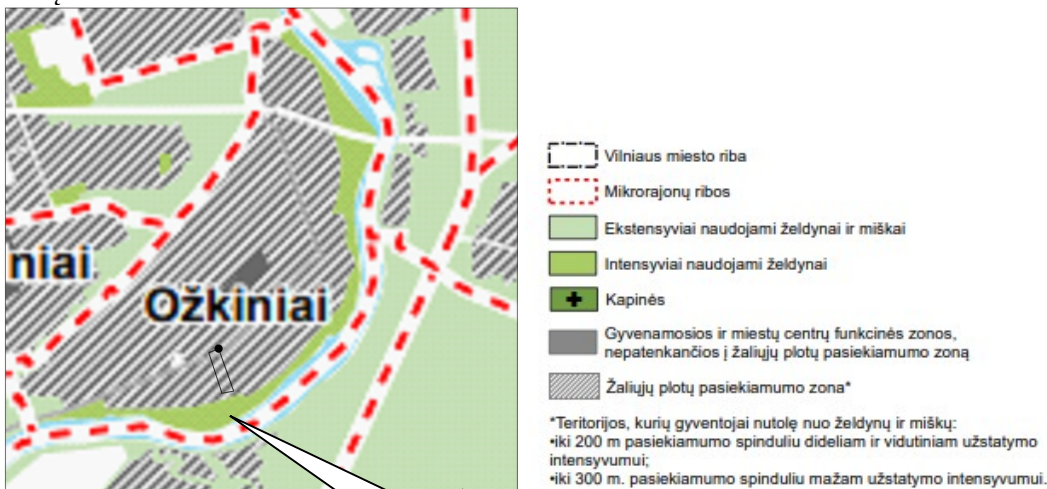 niai
Ožkiniai
Vilniaus miesto riba
Mikrorajonų ribos
Ekstensyviai naudojami želdynai ir miškai
Intensyviai naudojami želdynai
Kapinės
Gyvenamosios ir miestų centrų funkcinės zonos,
nepatenkančios į žaliųjų plotų pasiekiamumo zoną
Žaliųjų plotų pasiekiamumo zona*
*Teritorijos, kurių gyventojai nutolę nuo želdynų ir miškų:
•iki 200 m pasiekiamumo spinduliu dideliam ir vidutiniam užstatymo
intensyvumui;
•iki 300 m. pasiekiamumo spinduliu mažam užstatymo intensyvumui.